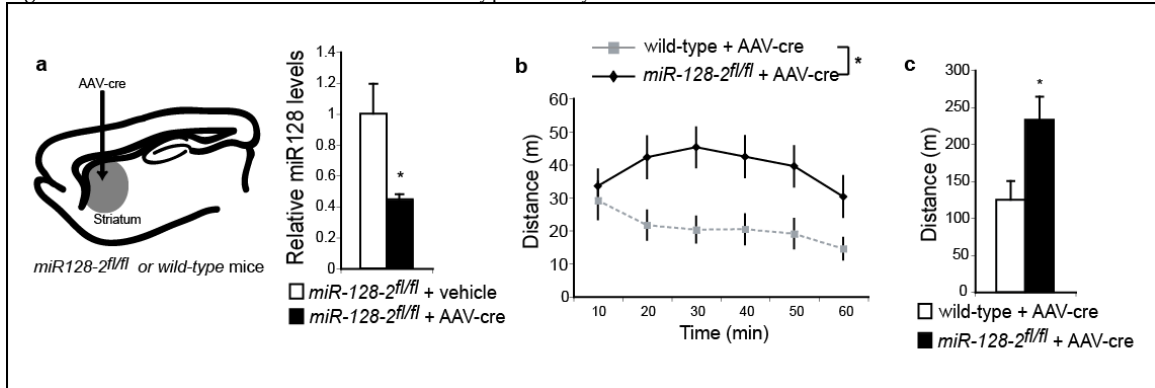 a
AAV-cre
Striatum
miR128-2fl/fl or wild-type mice
Relative miR128 levels
1.4
1.2
1
0.8
0.6
0.4
0.2
0
*
miR-128-2fl/fl + vehicle
miR-128-2fl/fl + AAV-cre
b
wild-type + AAV-cre
miR-128-2fl/fl + AAV-cre
*
Distance (m)
60
50
40
30
20
10
0
10 20 30 40 50 60
Time (min)
c
Distance (m)
300
250
200
150
100
50
0
*
wild-type + AAV-cre
miR-128-2fl/fl + AAV-cre